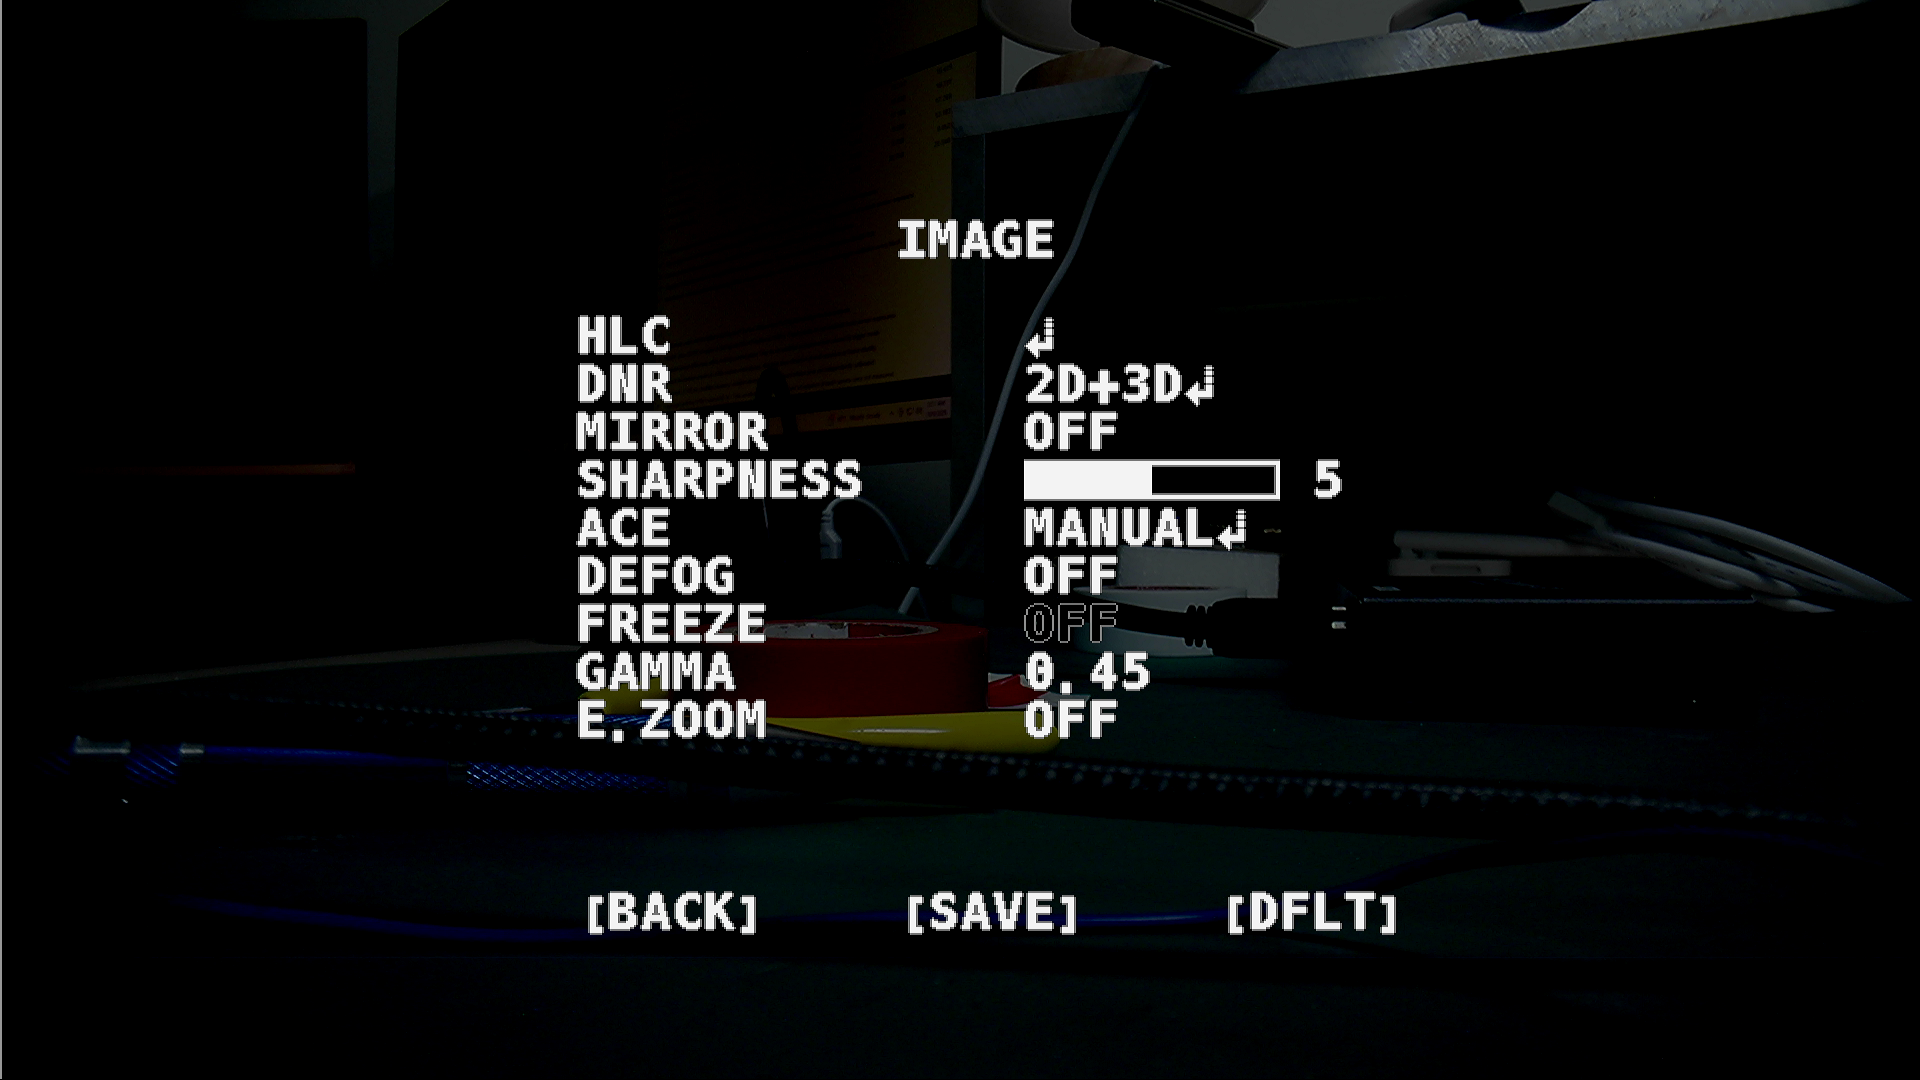 IMAGE
HLC ↲
DNR 2D+3D↲
MIRROR OFF
SHARPNESS 5
ACE MANUAL↲
DEFOG OFF
FREEZE OFF
GAMMA 0.45
E.ZOOM OFF
[BACK] [SAVE] [DFLT]